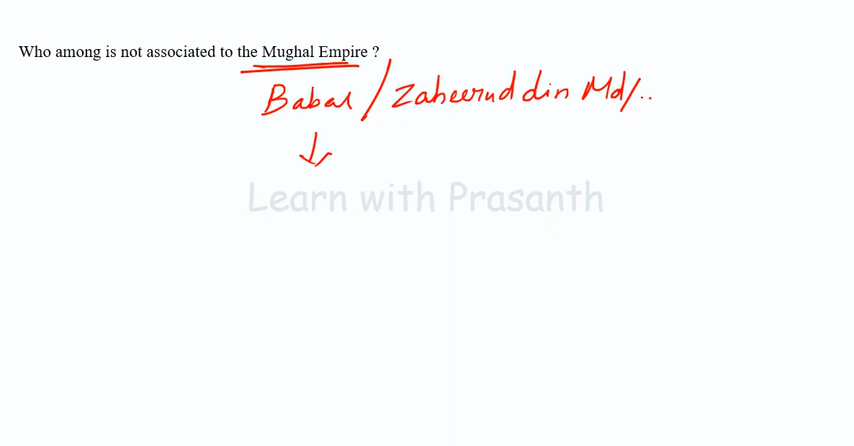 Who among is not associated to the Mughal Empire ?
Babar / Zaheeruddin Md/..
Learn with Prasanth